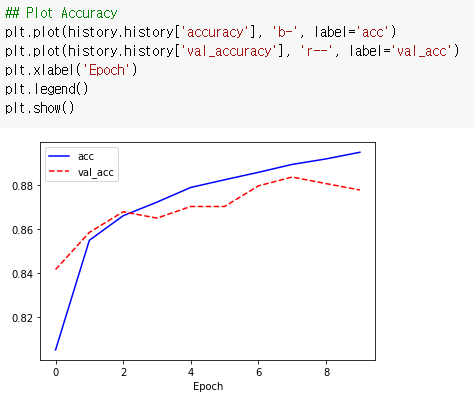 ## Plot Accuracy
plt.plot(history.history['accuracy'], 'b-', label='acc')
plt.plot(history.history['val_accuracy'], 'r--', label='val_acc')
plt.xlabel('Epoch')
plt.legend()
plt.show()
acc
val_acc
0.88
0.86
0.84
0.82
0 2 4 6 8
Epoch